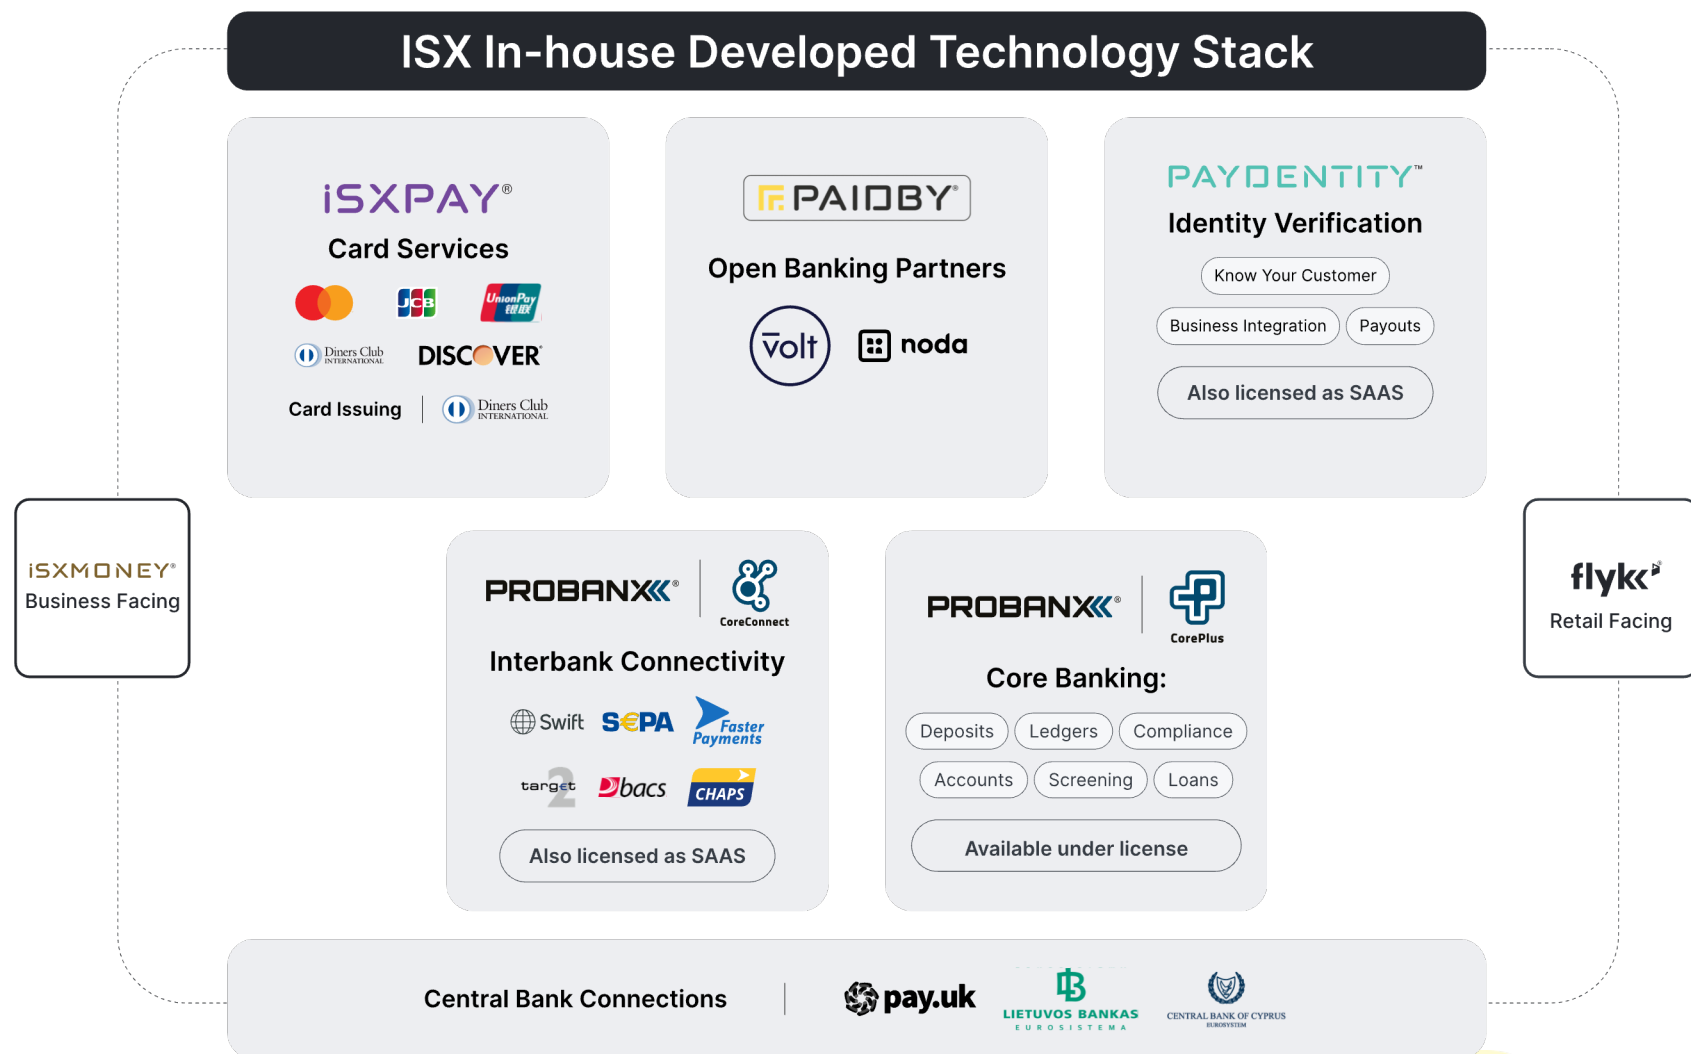 ISX In-house Developed Technology Stack
iSXPAY®
Card Services
JCB
UnionPay
银联
Diners Club
INTERNATIONAL
DISCOVER
Card Issuing
Diners Club
INTERNATIONAL
PAIDBY®
Open Banking Partners
volt
noda
PAYDENTITY™
Identity Verification
Know Your Customer
Business Integration
Payouts
Also licensed as SAAS
iSXMONEY®
Business Facing
flykk®
Retail Facing
PROBANX®
CoreConnect
Interbank Connectivity
Swift
S€PA
Faster
Payments
target
2
bacs
CHAPS
Also licensed as SAAS
PROBANX®
CorePlus
Core Banking:
Deposits
Ledgers
Compliance
Accounts
Screening
Loans
Available under license
Central Bank Connections
pay.uk
LIETUVOS BANKAS
EUROSISTEMA
CENTRAL BANK OF CYPRUS
EUROSYSTEM